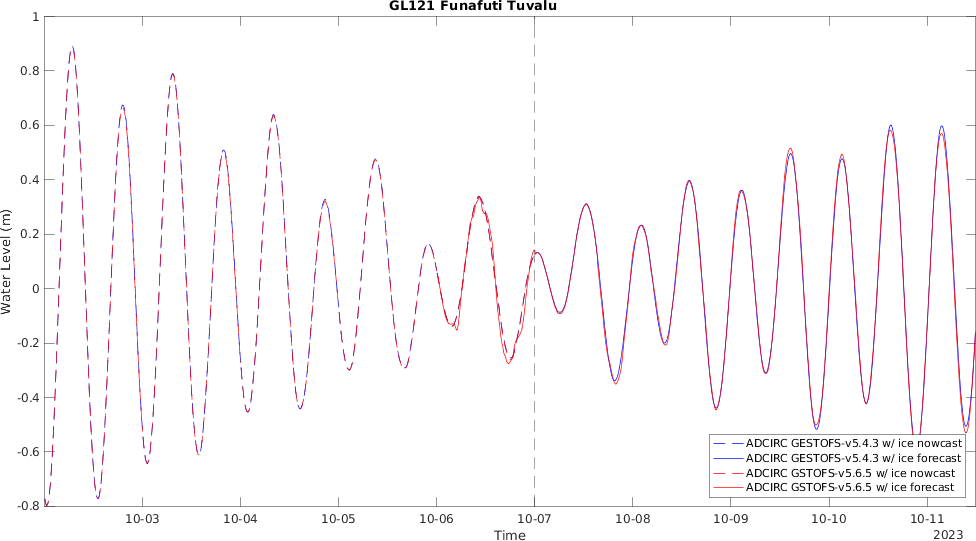 GL121 Funafuti Tuvalu
1
0.8
0.6
0.4
0.2
0
-0.2
-0.4
-0.6
-0.8
Water Level (m)
10-03 10-04 10-05 10-06 10-07 10-08 10-09 10-10 10-11
Time
2023
ADCIRC GESTOFS-v5.4.3 w/ ice nowcast
ADCIRC GESTOFS-v5.4.3 w/ ice forecast
ADCIRC GSTOFS-v5.6.5 w/ ice nowcast
ADCIRC GSTOFS-v5.6.5 w/ ice forecast